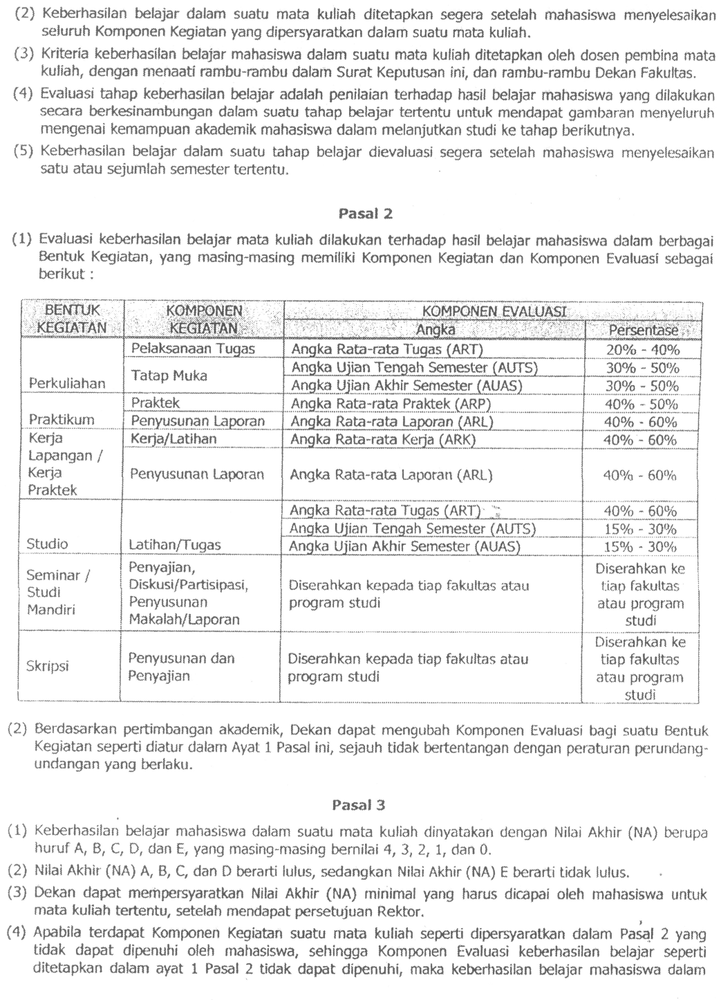 (2) Keberhasilan belajar dalam suatu mata kuliah ditetapkan segera setelah mahasiswa menyelesaikan
seluruh Komponen Kegiatan yang dipersyaratkan dalam suatu mata kuliah.
(3) Kriteria keberhasilan belajar mahasiswa dalam suatu mata kuliah ditetapkan oleh dosen pembina mata
kuliah, dengan menaati rambu-rambu dalam Surat Keputusan ini, dan rambu-rambu Dekan Fakultas.
(4) Evaluasi tahap keberhasilan belajar adalah penilaian terhadap hasil belajar mahasiswa yang dilakukan
secara berkesinambungan dalam suatu tahap belajar tertentu untuk mendapat gambaran menyeluruh
mengenai kemampuan akademik mahasiswa dalam melanjutkan studi ke tahap berikutnya.
(5) Keberhasilan belajar dalam suatu tahap belajar dievaluasi segera setelah mahasiswa menyelesaikan
satu atau sejumlah semester tertentu.
Pasal 2
(1) Evaluasi keberhasilan belajar mata kuliah dilakukan terhadap hasil belajar mahasiswa dalam berbagai
Bentuk Kegiatan, yang masing-masing memiliki Komponen Kegiatan dan Komponen Evaluasi sebagai
berikut :
BENTUK KOMPONEN KOMPONEN EVALUASI
KEGIATAN KEGIATAN Angka Persentase
Pelaksanaan Tugas Angka Rata-rata Tugas (ART) 20% - 40%
Tatap Muka Angka Ujian Tengah Semester (AUTS) 30% - 50%
Perkuliahan Angka Ujian Akhir Semester (AUAS) 30% - 50%
Praktek Angka Rata-rata Praktek (ARP) 40% - 50%
Praktikum Penyusunan Laporan Angka Rata-rata Laporan (ARL) 40% - 60%
Kerja Kerja/Latihan Angka Rata-rata Kerja (ARK) 40% - 60%
Lapangan /
Kerja Penyusunan Laporan Angka Rata-rata Laporan (ARL) 40% - 60%
Praktek
Angka Rata-rata Tugas (ART) 40% - 60%
Angka Ujian Tengah Semester (AUTS) 15% - 30%
Studio Latihan/Tugas Angka Ujian Akhir Semester (AUAS) 15% - 30%
Penyajian, Diserahkan ke
Seminar / Diskusi/Partisipasi, Diserahkan kepada tiap fakultas atau tiap fakultas
Studi Penyusunan program studi atau program
Mandiri Makalah/Laporan studi
Diserahkan ke
Skripsi Penyusunan dan Diserahkan kepada tiap fakultas atau tiap fakultas
Penyajian program studi atau program
studi
(2) Berdasarkan pertimbangan akademik, Dekan dapat mengubah Komponen Evaluasi bagi suatu Bentuk
Kegiatan seperti diatur dalam Ayat 1 Pasal ini, sejauh tidak bertentangan dengan peraturan perundang-
undangan yang berlaku.
Pasal 3
(1) Keberhasilan belajar mahasiswa dalam suatu mata kuliah dinyatakan dengan Nilai Akhir (NA) berupa
huruf A, B, C, D, dan E, yang masing-masing bernilai 4, 3, 2, 1, dan 0.
(2) Nilai Akhir (NA) A, B, C, dan D berarti lulus, sedangkan Nilai Akhir (NA) E berarti tidak lulus.
(3) Dekan dapat mempersyaratkan Nilai Akhir (NA) minimal yang harus dicapai oleh mahasiswa untuk
mata kuliah tertentu, setelah mendapat persetujuan Rektor.
(4) Apabila terdapat Komponen Kegiatan suatu mata kuliah seperti dipersyaratkan dalam Pasal 2 yang
tidak dapat dipenuhi oleh mahasiswa, sehingga Komponen Evaluasi keberhasilan belajar seperti
ditetapkan dalam ayat 1 Pasal 2 tidak dapat dipenuhi, maka keberhasilan belajar mahasiswa dalam